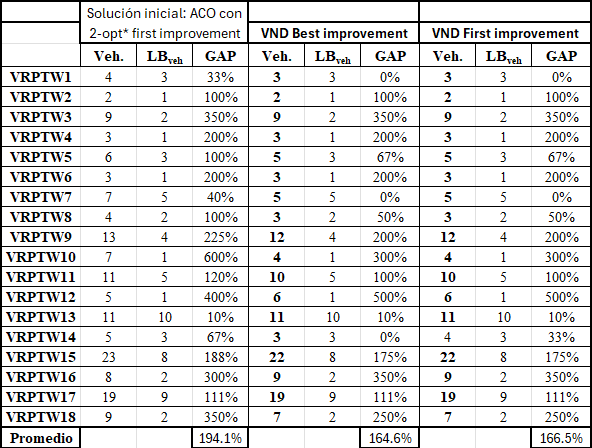 Solución inicial: ACO con
2-opt* first improvement VND Best improvement VND First improvement
Veh. LBveh GAP Veh. LBveh GAP Veh. LBveh GAP
VRPTW1 4 3 33% 3 3 0% 3 3 0%
VRPTW2 2 1 100% 2 1 100% 2 1 100%
VRPTW3 9 2 350% 9 2 350% 9 2 350%
VRPTW4 3 1 200% 3 1 200% 3 1 200%
VRPTW5 6 3 100% 5 3 67% 5 3 67%
VRPTW6 3 1 200% 3 1 200% 3 1 200%
VRPTW7 7 5 40% 5 5 0% 5 5 0%
VRPTW8 4 2 100% 3 2 50% 3 2 50%
VRPTW9 13 4 225% 12 4 200% 12 4 200%
VRPTW10 7 1 600% 4 1 300% 4 1 300%
VRPTW11 11 5 120% 10 5 100% 10 5 100%
VRPTW12 5 1 400% 6 1 500% 6 1 500%
VRPTW13 11 10 10% 11 10 10% 11 10 10%
VRPTW14 5 3 67% 3 3 0% 4 3 33%
VRPTW15 23 8 188% 22 8 175% 22 8 175%
VRPTW16 8 2 300% 9 2 350% 9 2 350%
VRPTW17 19 9 111% 19 9 111% 19 9 111%
VRPTW18 9 2 350% 7 2 250% 7 2 250%
Promedio 194.1% 164.6% 166.5%